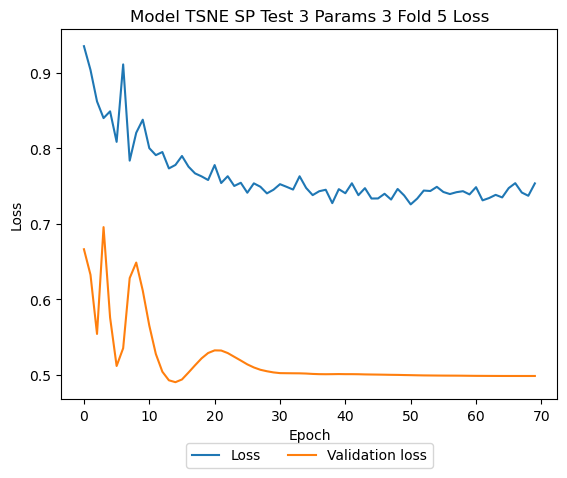 Model TSNE SP Test 3 Params 3 Fold 5 Loss
Loss
0.9
0.8
0.7
0.6
0.5
0 10 20 30 40 50 60 70
Epoch
Loss Validation loss